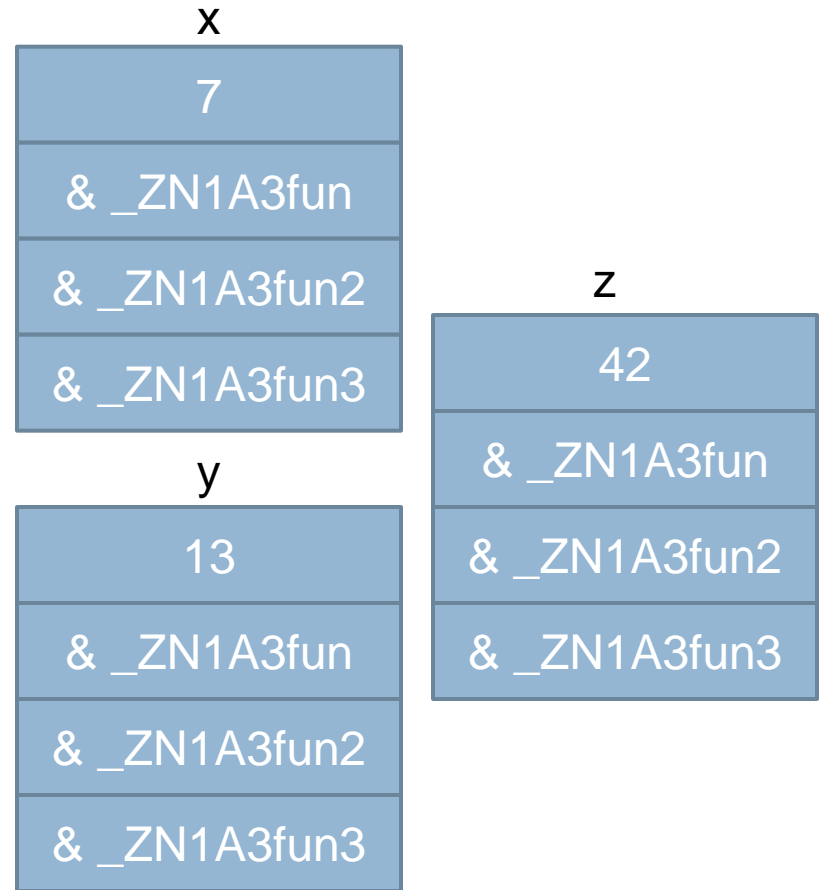 x
7
& _ZN1A3fun
& _ZN1A3fun2
& _ZN1A3fun3
y
13
& _ZN1A3fun
& _ZN1A3fun2
& _ZN1A3fun3
z
42
& _ZN1A3fun
& _ZN1A3fun2
& _ZN1A3fun3